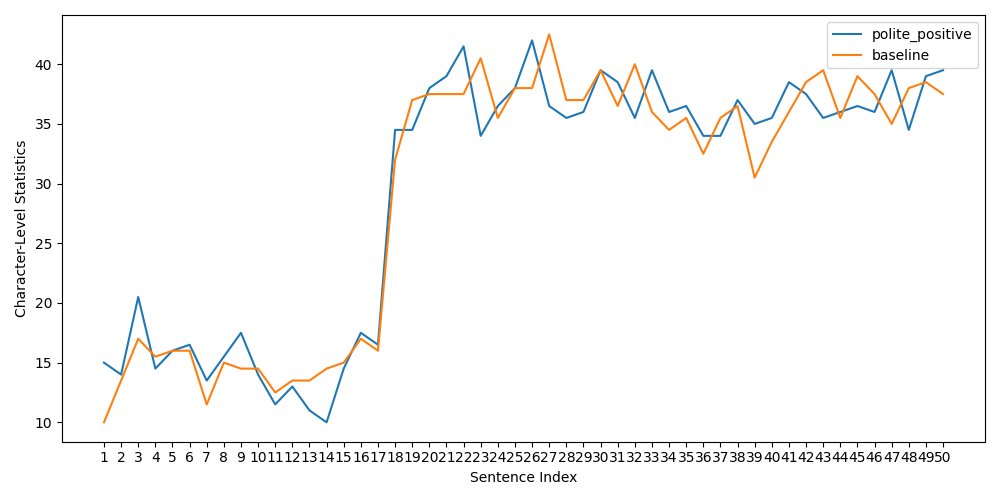 polite_positive
baseline
Character-Level Statistics
40
35
30
25
20
15
10
1 2 3 4 5 6 7 8 9 10 11 12 13 14 15 16 17 18 19 20 21 22 23 24 25 26 27 28 29 30 31 32 33 34 35 36 37 38 39 40 41 42 43 44 45 46 47 48 49 50
Sentence Index